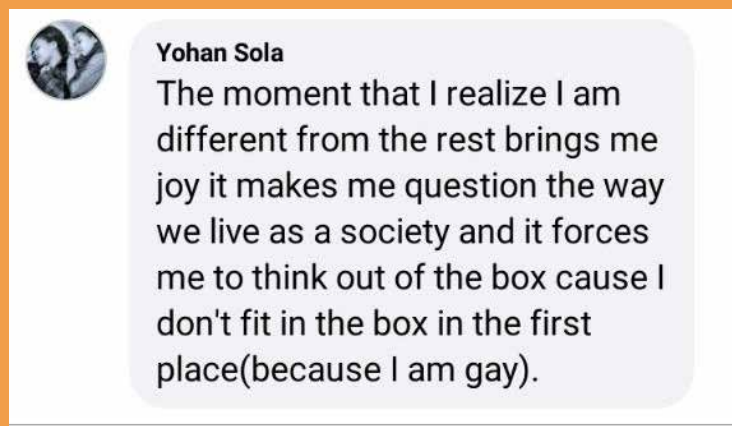 Yohan Sola
The moment that I realize I am
different from the rest brings me
joy it makes me question the way
we live as a society and it forces
me to think out of the box cause I
don't fit in the box in the first
place(because I am gay).